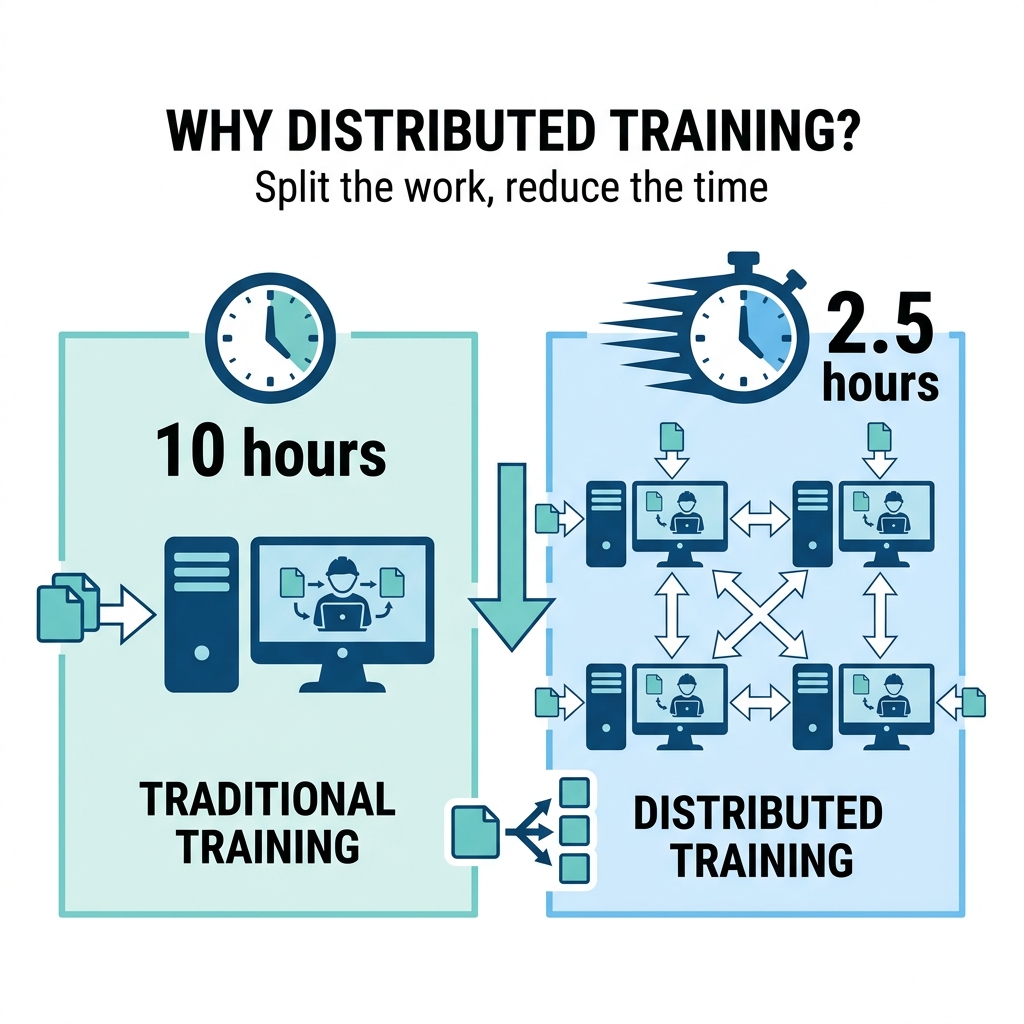 WHY DISTRIBUTED TRAINING?
Split the work, reduce the time
10 hours
TRADITIONAL
TRAINING
2.5
hours
DISTRIBUTED
TRAINING